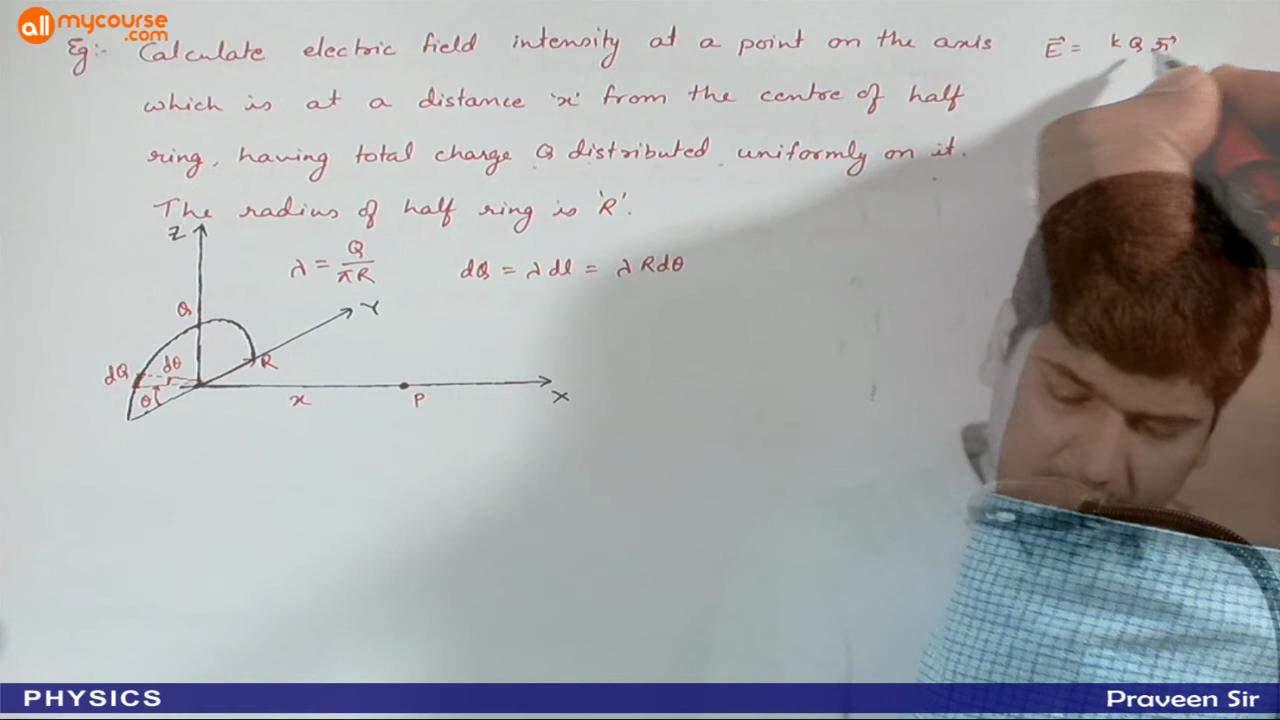 allmycourse.com
Eg:- Calculate electric field intensity at a point on the axis
which is at a distance 'x' from the centre of half
ring, having total charge Q distributed uniformly on it.
The radius of half ring is 'R'.
E⃗ = k Q r⃗
λ = Q/πR
dQ = λ dl = λ R dθ
Z
Y
Q
R
dQ
dθ
θ
x
P
X
PHYSICS
Praveen Sir